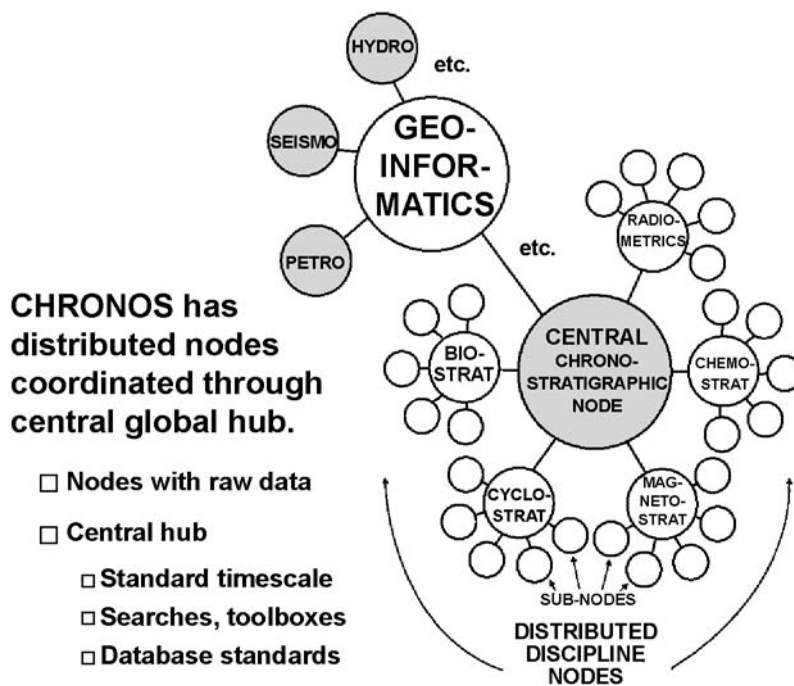 HYDRO
etc.
SEISMO
GEO-
INFOR-
MATICS
PETRO
etc.
RADIO-
METRICS
CHRONOS has
distributed nodes
coordinated through
central global hub.
Nodes with raw data
Central hub
Standard timescale
Searches, toolboxes
Database standards
BIO-
STRAT
CENTRAL
CHRONO-
STRATIGRAPHIC
NODE
CHEMO-
STRAT
CYCLO-
STRAT
MAG-
NETO-
STRAT
SUB-NODES
DISTRIBUTED
DISCIPLINE
NODES